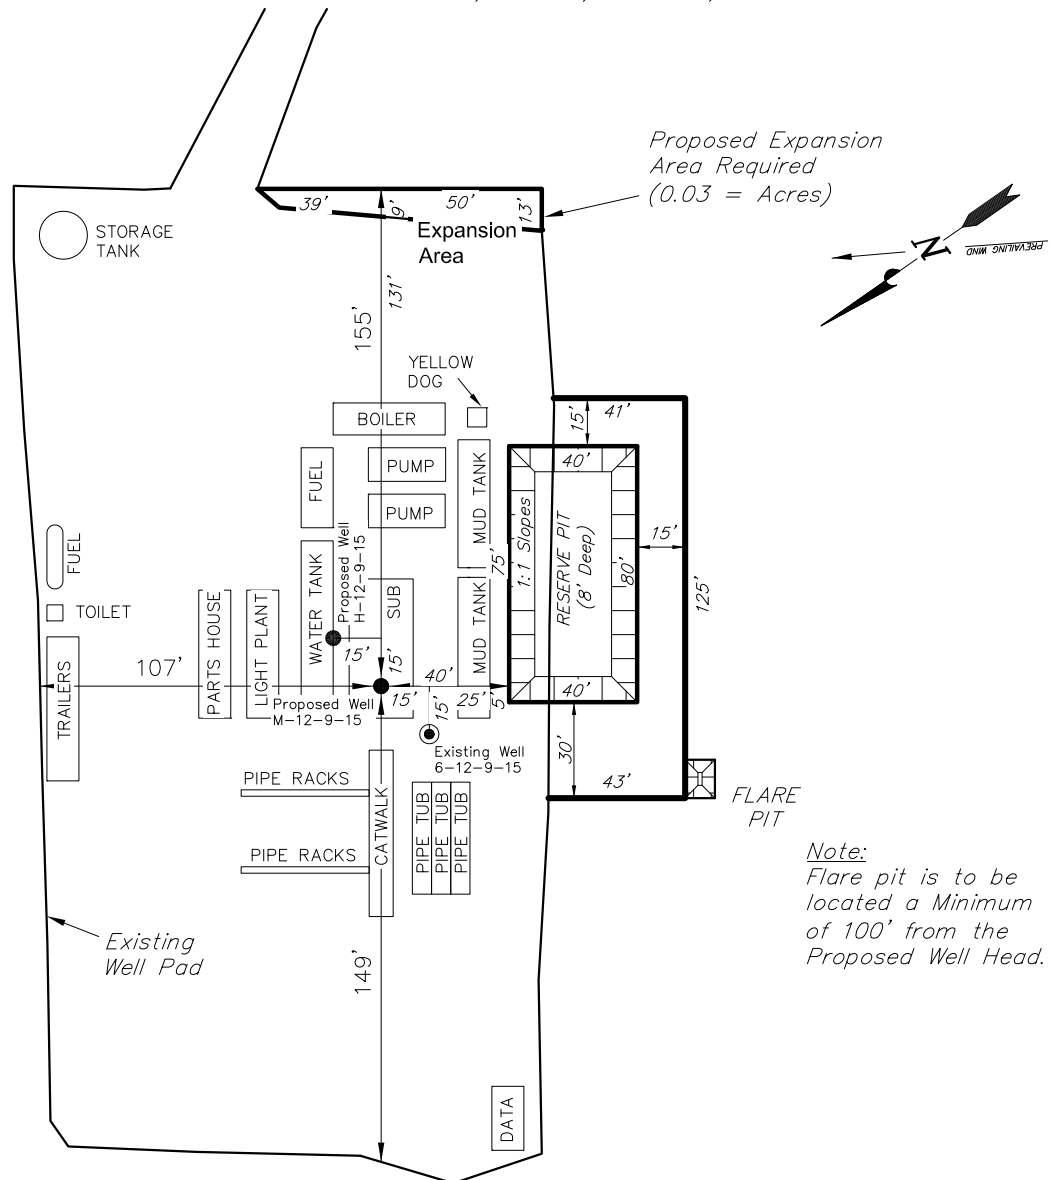 Proposed Expansion
Area Required
(0.03 = Acres)
39'
9'
50'
13'
Expansion
Area
STORAGE
TANK
N
PREVAILING WIND
131'
155'
YELLOW
DOG
BOILER
41'
15'
FUEL
PUMP
MUD TANK
40'
PUMP
1:1 Slopes
RESERVE PIT
(8' Deep)
15'
FUEL
75'
80'
125'
WATER TANK
Proposed Well
H-12-9-15
SUB
MUD TANK
TOILET
PARTS HOUSE
LIGHT PLANT
15'
15'
TRAILERS
107'
40'
40'
Proposed Well
M-12-9-15
15'
15'
25'
5'
Existing Well
6-12-9-15
30'
43'
PIPE RACKS
CATWALK
PIPE TUB
PIPE TUB
PIPE TUB
FLARE
PIT
PIPE RACKS
Note:
Flare pit is to be
located a Minimum
of 100' from the
Proposed Well Head.
Existing
Well Pad
149'
DATA